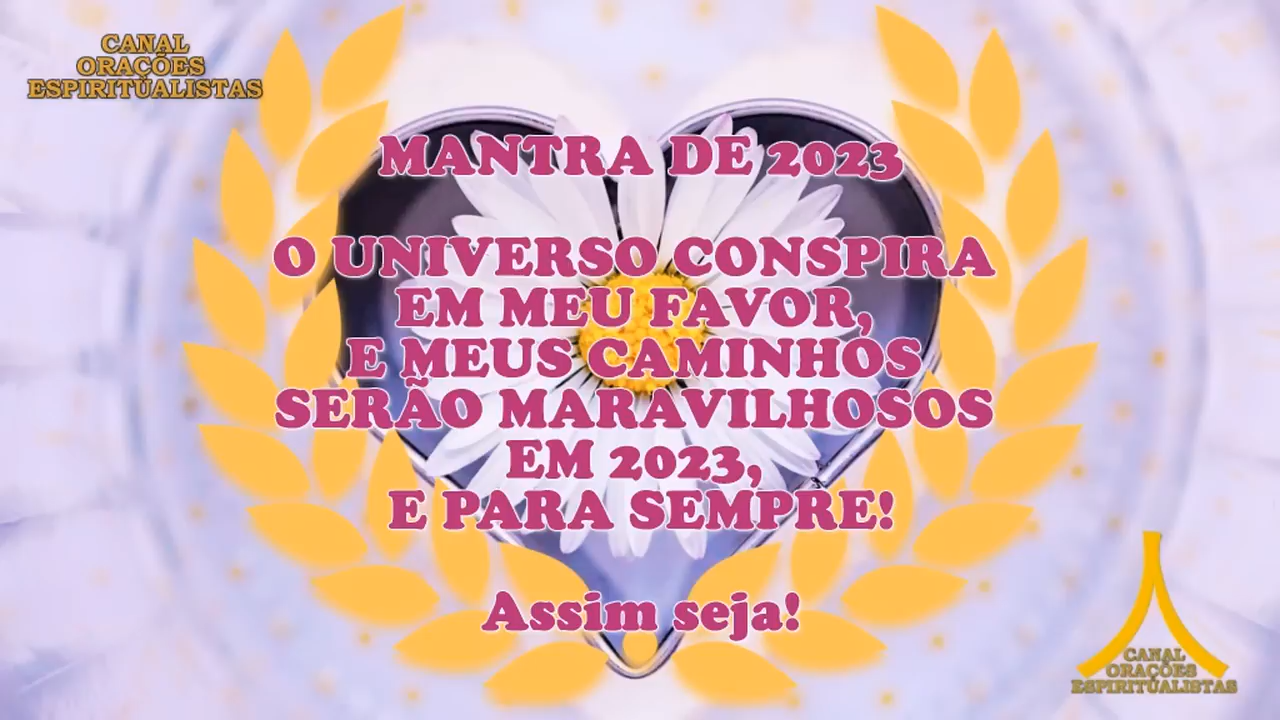 CANAL
ORAÇÕES
ESPIRITUALISTAS
MANTRA DE 2023
O UNIVERSO CONSPIRA
EM MEU FAVOR,
E MEUS CAMINHOS
SERÃO MARAVILHOSOS
EM 2023,
E PARA SEMPRE!
Assim seja!
CANAL
ORAÇÕES
ESPIRITUALISTAS